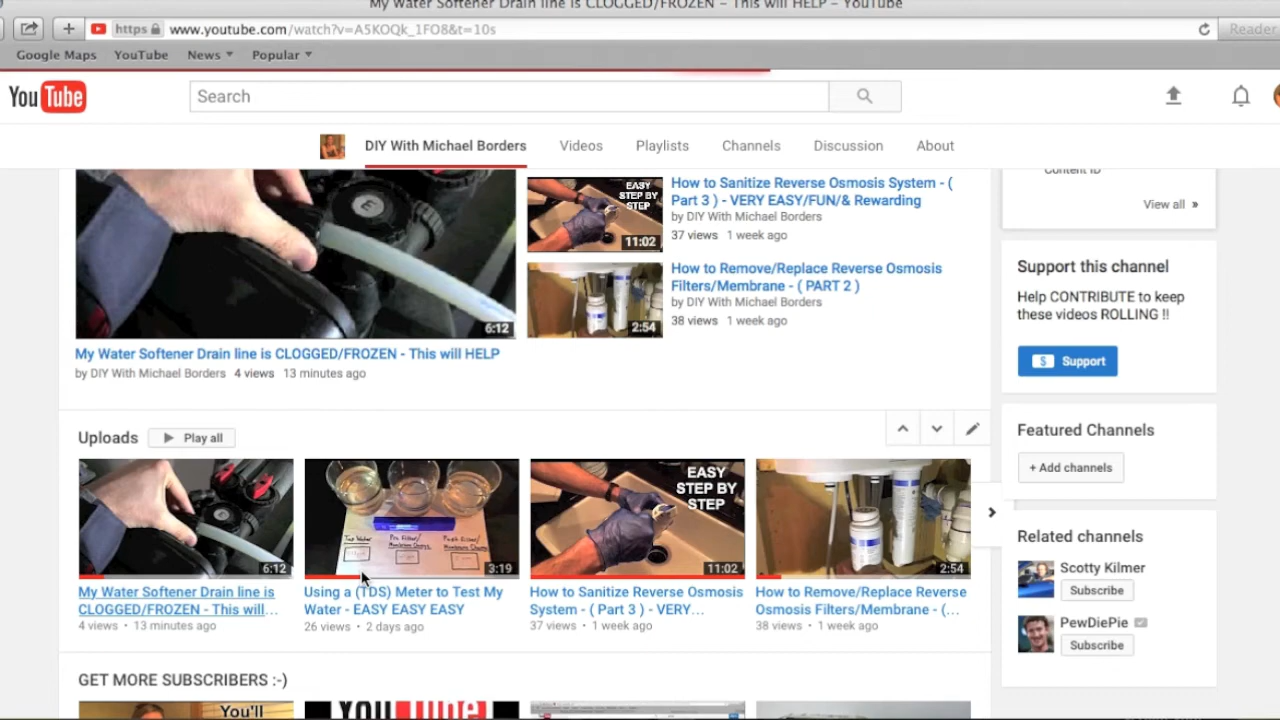 My Water Softener Drain line is CLOGGED/FROZEN - This will HELP - YouTube
https www.youtube.com/watch?v=A5KOQk_1FO8&t=10s
Reader
Google Maps YouTube News Popular
YouTube
Search
DIY With Michael Borders Videos Playlists Channels Discussion About
EASY
STEP BY
STEP
11:02
How to Sanitize Reverse Osmosis System - (
Part 3 ) - VERY EASY/FUN/& Rewarding
by DIY With Michael Borders
37 views 1 week ago
2:54
How to Remove/Replace Reverse Osmosis
Filters/Membrane - ( PART 2 )
by DIY With Michael Borders
38 views 1 week ago
6:12
My Water Softener Drain line is CLOGGED/FROZEN - This will HELP
by DIY With Michael Borders 4 views 13 minutes ago
Content ID
View all »
Support this channel
Help CONTRIBUTE to keep
these videos ROLLING !!
$ Support
Uploads Play all
6:12
My Water Softener Drain line is
CLOGGED/FROZEN - This will...
4 views • 13 minutes ago
Tap Water
3:19
Using a (TDS) Meter to Test My
Water - EASY EASY EASY
26 views • 2 days ago
EASY
STEP BY
STEP
11:02
How to Sanitize Reverse Osmosis
System - ( Part 3 ) - VERY...
37 views • 1 week ago
2:54
How to Remove/Replace Reverse
Osmosis Filters/Membrane - (...
38 views • 1 week ago
Featured Channels
+ Add channels
Related channels
Scotty Kilmer
Subscribe
PewDiePie
Subscribe
GET MORE SUBSCRIBERS :-)
You'll
YouTube